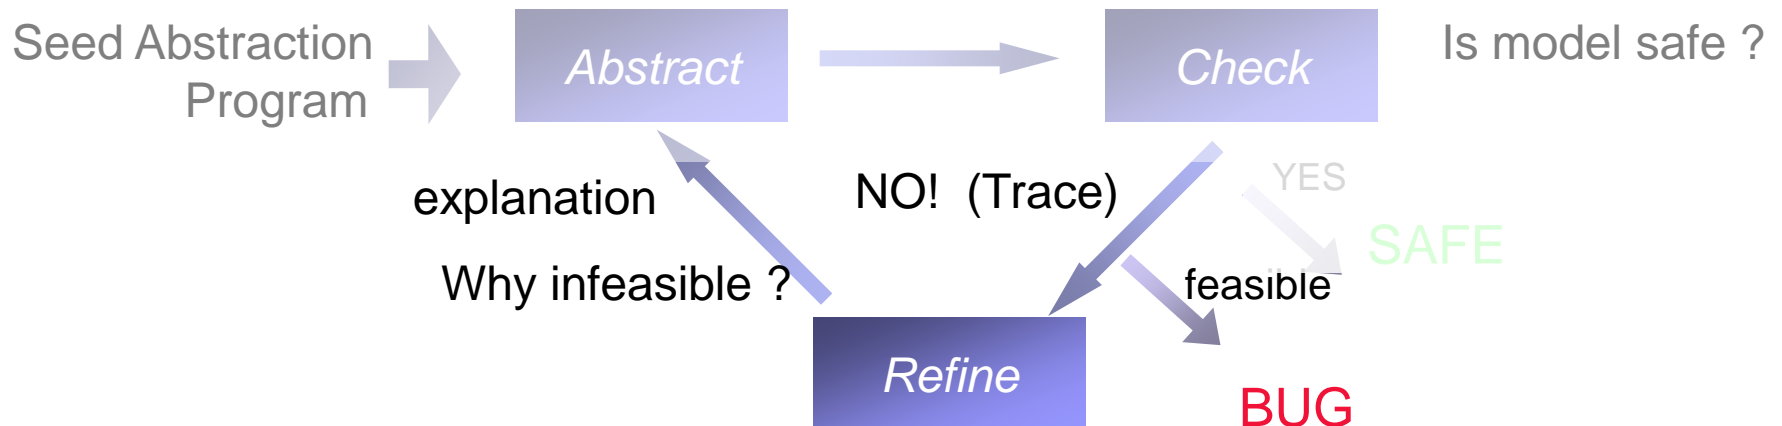 Seed Abstraction
Program
Abstract
Check
Is model safe ?
explanation
NO!  (Trace)
YES
SAFE
Why infeasible ?
feasible
Refine
BUG